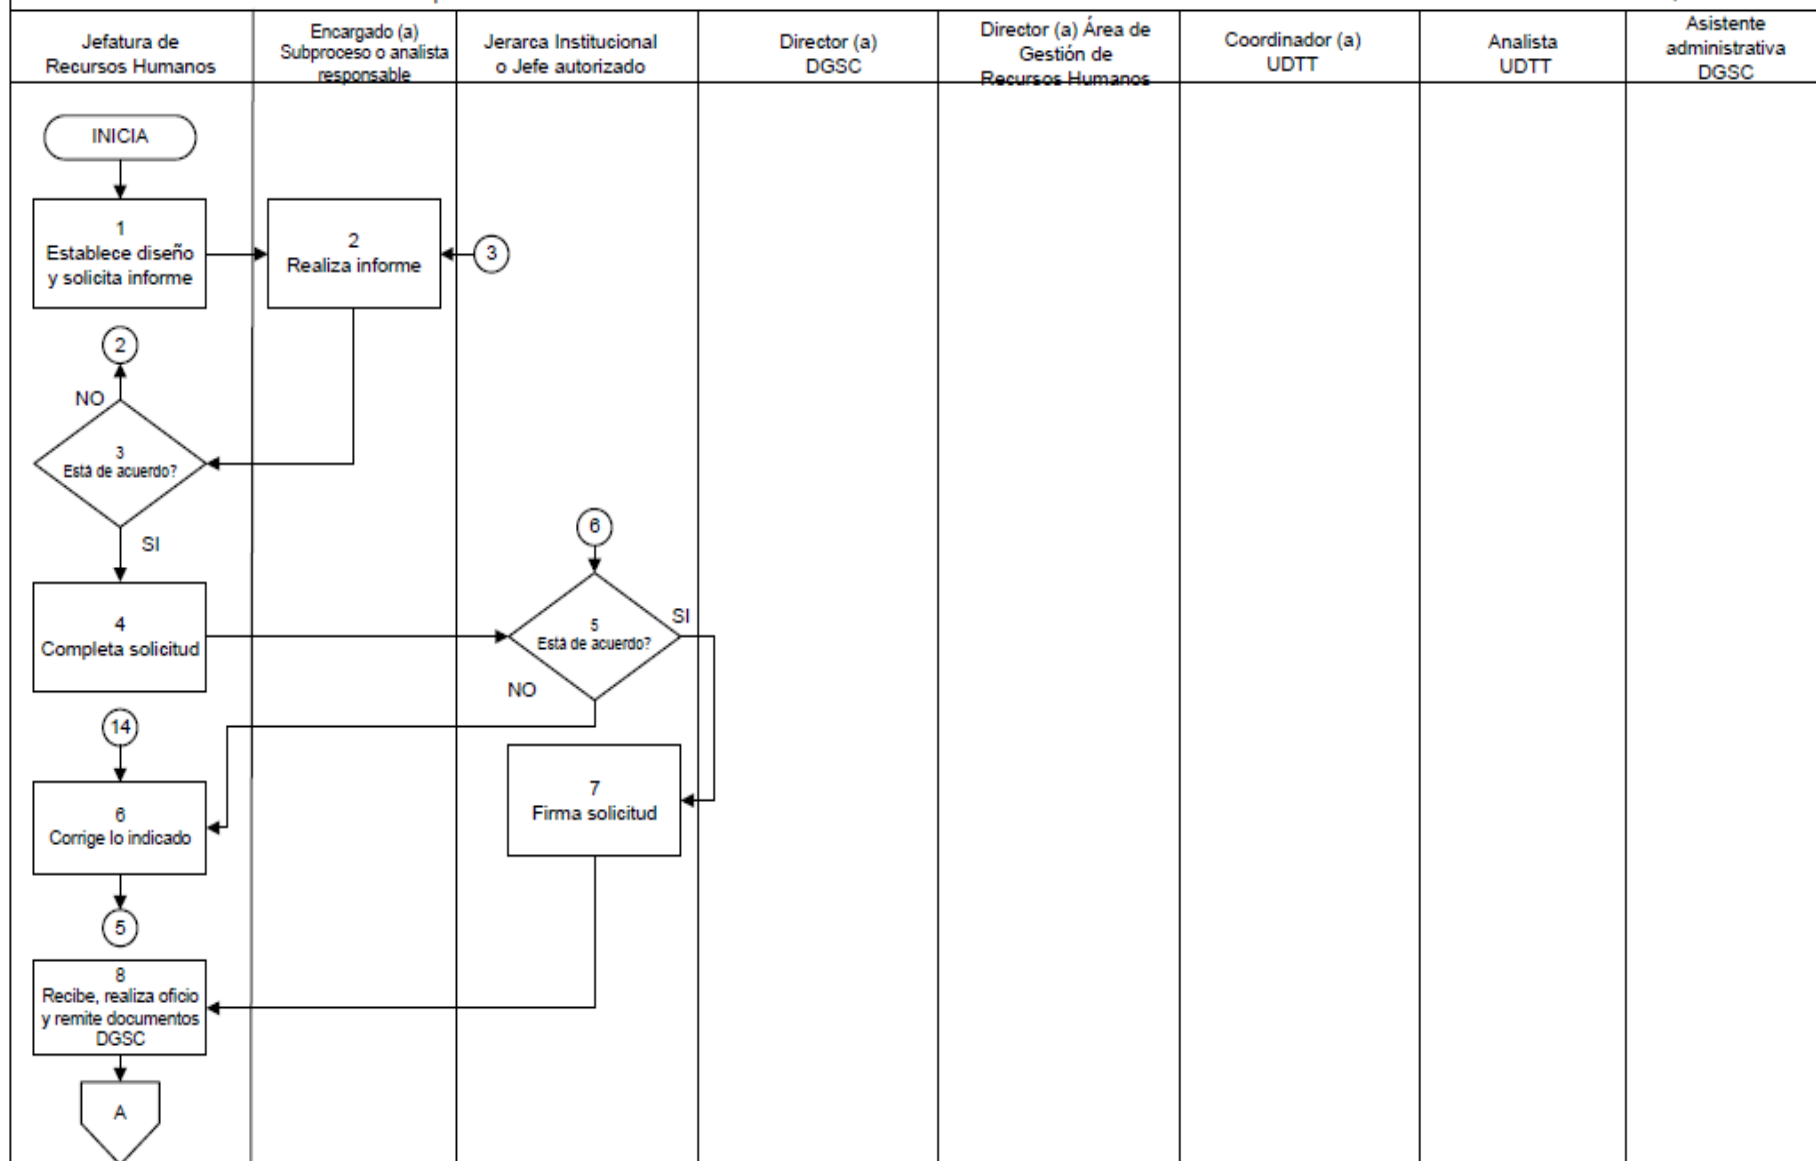 Jefatura de
Recursos Humanos
Encargado (a)
Subproceso o analista
responsable
Jerarca Institucional
o Jefe autorizado
Director (a)
DGSC
Director (a) Área de
Gestión de
Recursos Humanos
Coordinador (a)
UDTT
Analista
UDTT
Asistente
administrativa
DGSC
INICIA
1
Establece diseño
y solicita informe
2
Realiza informe
3
2
NO
3
Está de acuerdo?
SI
6
4
Completa solicitud
5
Está de acuerdo?
SI
NO
14
6
Corrige lo indicado
7
Firma solicitud
5
8
Recibe, realiza oficio
y remite documentos
DGSC
A